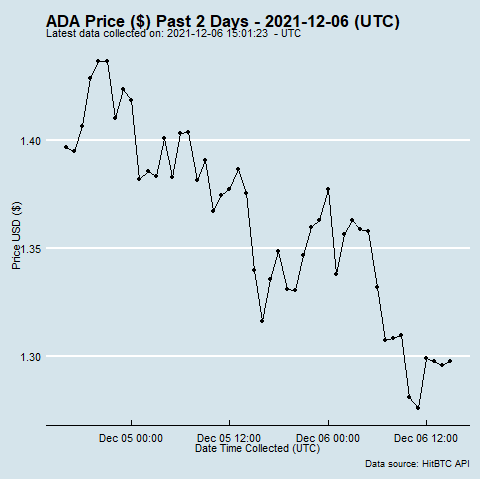 ADA Price ($) Past 2 Days - 2021-12-06 (UTC)
Latest data collected on: 2021-12-06 15:01:23  - UTC
1.40
1.35
1.30
Price USD ($)
Dec 05 00:00 Dec 05 12:00 Dec 06 00:00 Dec 06 12:00
Date Time Collected (UTC)
Data source: HitBTC API